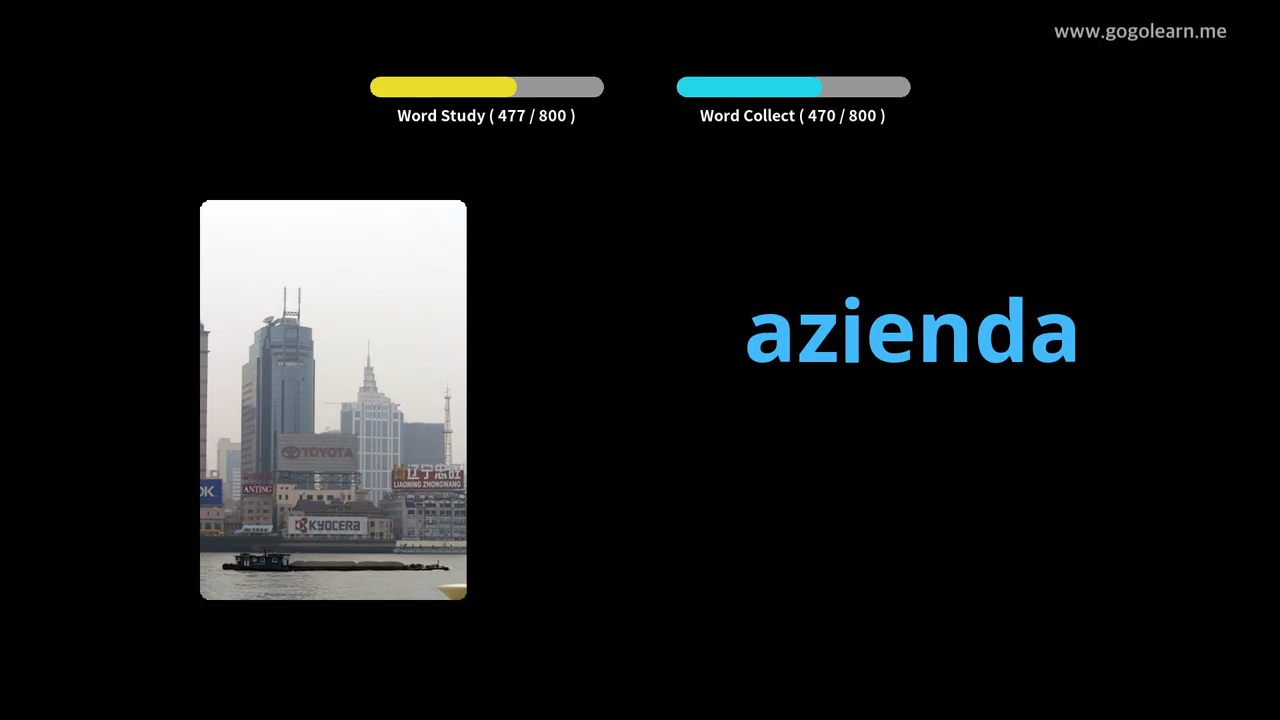 www.gogolearn.me
Word Study ( 477 / 800 )
Word Collect ( 470 / 800 )
azienda
TOYOTA
辽宁忠旺
LIAONING ZHONGWANG
ANTING
KYOCERA